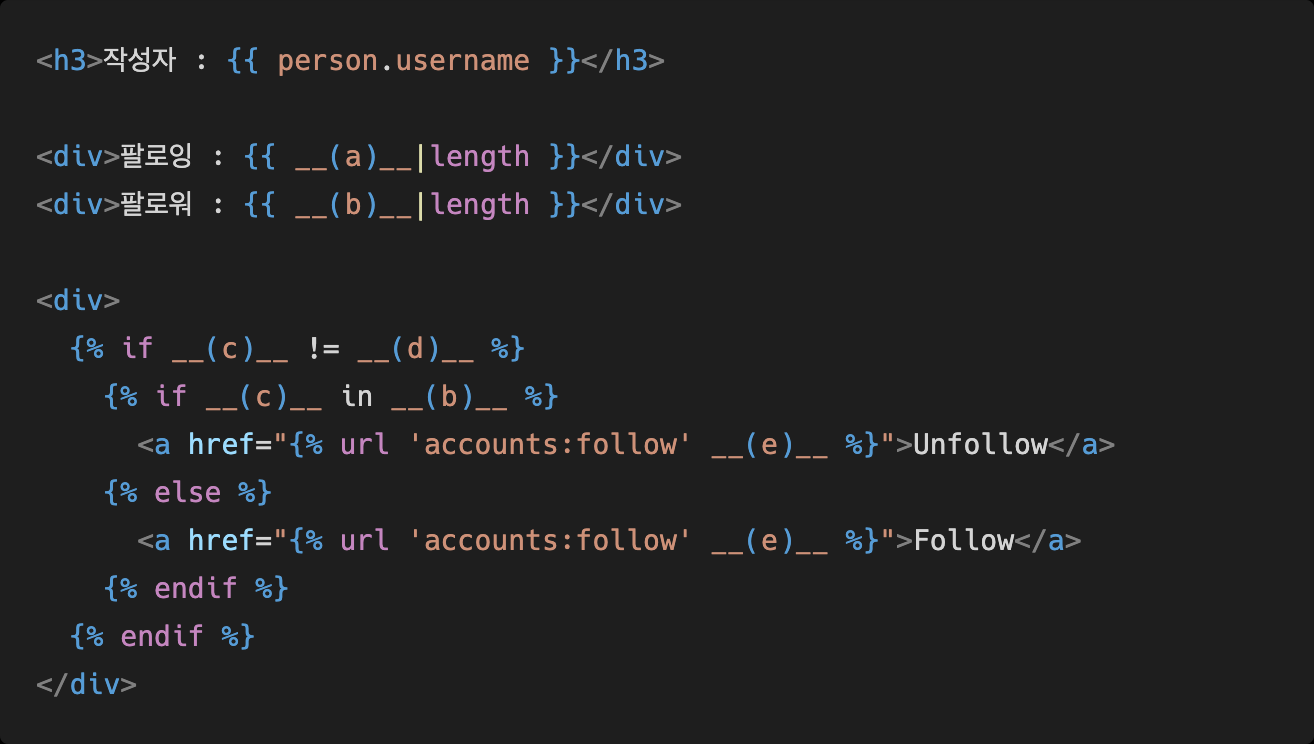 <h3>작성자 : {{ person.username }}</h3>
<div>팔로잉 : {{ __(a)__|length }}</div>
<div>팔로워 : {{ __(b)__|length }}</div>
<div>
{% if __(c)__ != __(d)__ %}
{% if __(c)__ in __(b)__ %}
<a href="{% url 'accounts:follow' __(e)__ %}">Unfollow</a>
{% else %}
<a href="{% url 'accounts:follow' __(e)__ %}">Follow</a>
{% endif %}
{% endif %}
</div>